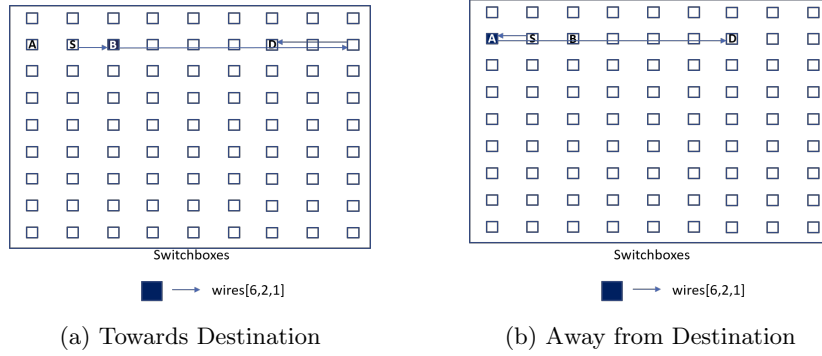 A S B D
A S B D
Switchboxes
wires[6,2,1]
Switchboxes
wires[6,2,1]
(a) Towards Destination
(b) Away from Destination